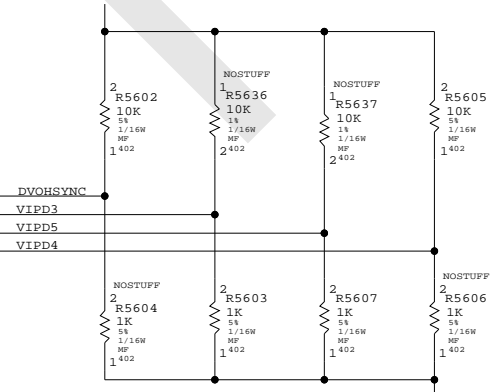 NOSTUFF
NOSTUFF
2
R5602
10K
5%
1/16W
MF
1 402
1
R5636
10K
1%
1/16W
MF
2 402
1
R5637
10K
1%
1/16W
MF
2 402
2
R5605
10K
5%
1/16W
MF
1 402
DVOHSYNC
VIPD3
VIPD5
VIPD4
NOSTUFF
2
R5604
1K
5%
1/16W
MF
1 402
2
R5603
1K
5%
1/16W
MF
1 402
2
R5607
1K
5%
1/16W
MF
1 402
NOSTUFF
2
R5606
1K
5%
1/16W
MF
1 402